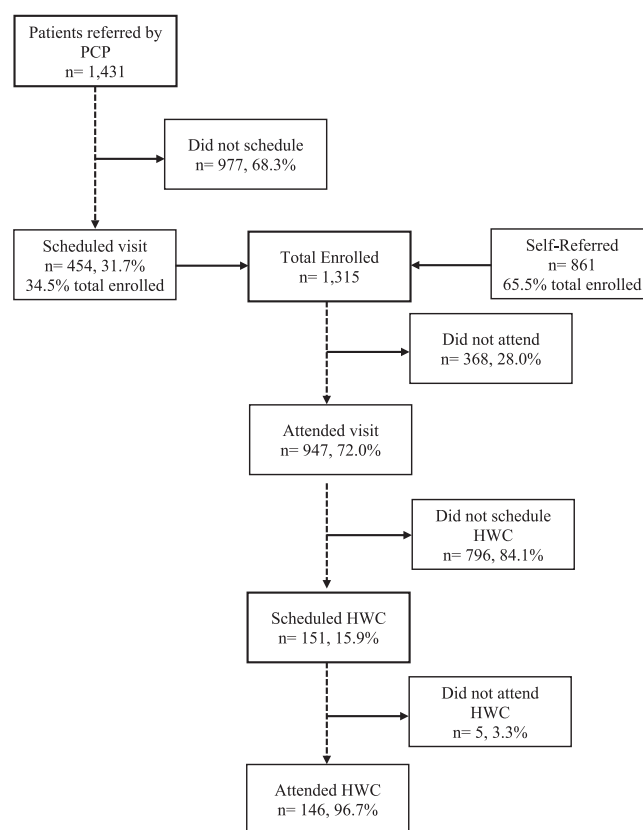 Patients referred by
PCP
n= 1,431
Did not schedule
n= 977, 68.3%
Scheduled visit
n= 454, 31.7%
34.5% total enrolled
Total Enrolled
n= 1,315
Self-Referred
n= 861
65.5% total enrolled
Did not attend
n= 368, 28.0%
Attended visit
n= 947, 72.0%
Did not schedule
HWC
n= 796, 84.1%
Scheduled HWC
n= 151, 15.9%
Did not attend
HWC
n= 5, 3.3%
Attended HWC
n= 146, 96.7%